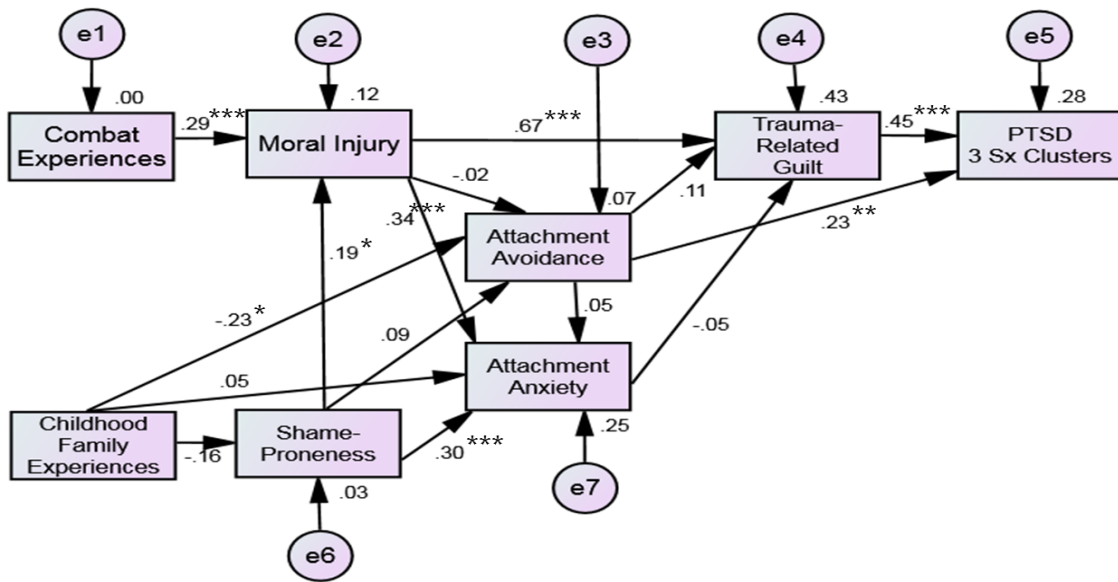 e1
e2
e3
e4
e5
.00
.12
.43
.28
Combat
Experiences
.29***
Moral Injury
.67***
Trauma-
Related
Guilt
.45***
PTSD
3 Sx Clusters
-.02
.07
.11
.34***
Attachment
Avoidance
.23**
.19*
-.23*
.09
.05
-.05
.05
Attachment
Anxiety
Childhood
Family
Experiences
-.16
Shame-
Proneness
.30***
.25
.03
e7
e6